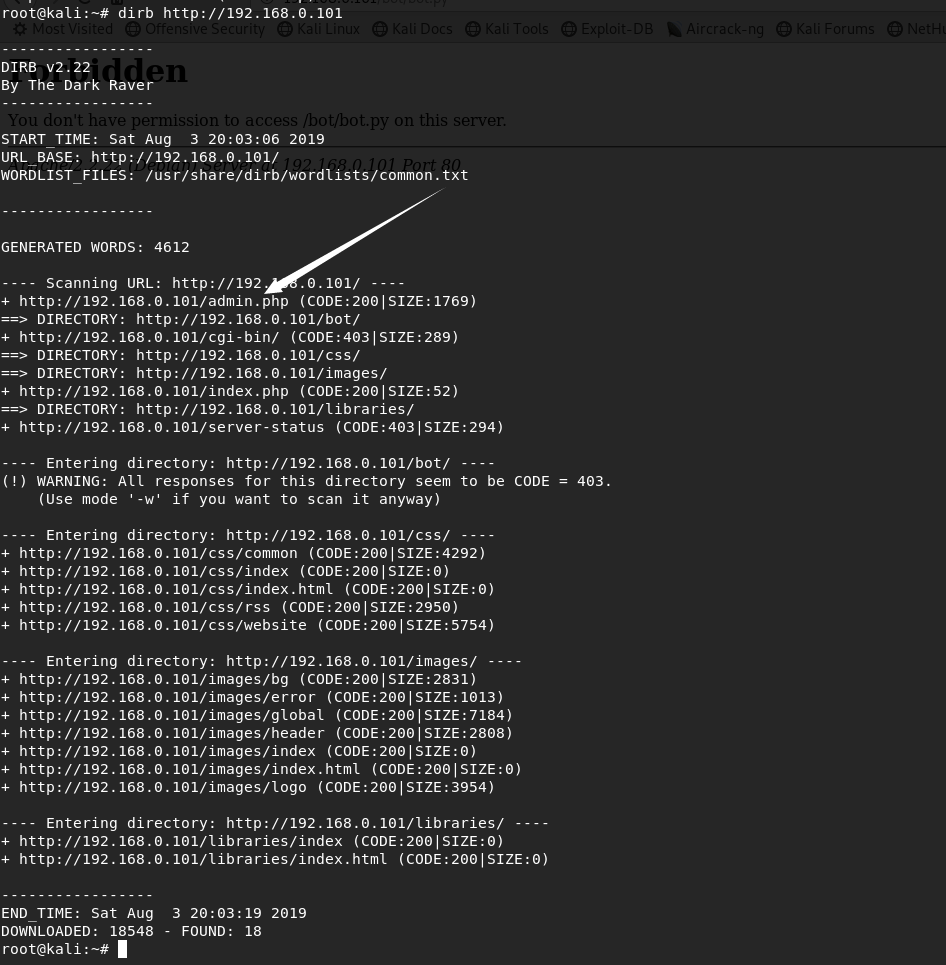 root@kali:~# dirb http://192.168.0.101
Most Visited Offensive Security Kali Linux Kali Docs Kali Tools Exploit-DB Aircrack-ng Kali Forums
-----------------
DIRB v2.22
Forbidden
By The Dark Raver
-----------------
You don't have permission to access /bot/bot.py on this server.
START_TIME: Sat Aug  3 20:03:06 2019
URL_BASE: http://192.168.0.101/
Server at 192.168.0.101 Port 80
WORDLIST_FILES: /usr/share/dirb/wordlists/common.txt
-----------------
GENERATED WORDS: 4612
---- Scanning URL: http://192.168.0.101/ ----
+ http://192.168.0.101/admin.php (CODE:200|SIZE:1769)
==> DIRECTORY: http://192.168.0.101/bot/
+ http://192.168.0.101/cgi-bin/ (CODE:403|SIZE:289)
==> DIRECTORY: http://192.168.0.101/css/
==> DIRECTORY: http://192.168.0.101/images/
+ http://192.168.0.101/index.php (CODE:200|SIZE:52)
==> DIRECTORY: http://192.168.0.101/libraries/
+ http://192.168.0.101/server-status (CODE:403|SIZE:294)
---- Entering directory: http://192.168.0.101/bot/ ----
(!) WARNING: All responses for this directory seem to be CODE = 403.
    (Use mode '-w' if you want to scan it anyway)
---- Entering directory: http://192.168.0.101/css/ ----
+ http://192.168.0.101/css/common (CODE:200|SIZE:4292)
+ http://192.168.0.101/css/index (CODE:200|SIZE:0)
+ http://192.168.0.101/css/index.html (CODE:200|SIZE:0)
+ http://192.168.0.101/css/rss (CODE:200|SIZE:2950)
+ http://192.168.0.101/css/website (CODE:200|SIZE:5754)
---- Entering directory: http://192.168.0.101/images/ ----
+ http://192.168.0.101/images/bg (CODE:200|SIZE:2831)
+ http://192.168.0.101/images/error (CODE:200|SIZE:1013)
+ http://192.168.0.101/images/global (CODE:200|SIZE:7184)
+ http://192.168.0.101/images/header (CODE:200|SIZE:2808)
+ http://192.168.0.101/images/index (CODE:200|SIZE:0)
+ http://192.168.0.101/images/index.html (CODE:200|SIZE:0)
+ http://192.168.0.101/images/logo (CODE:200|SIZE:3954)
---- Entering directory: http://192.168.0.101/libraries/ ----
+ http://192.168.0.101/libraries/index (CODE:200|SIZE:0)
+ http://192.168.0.101/libraries/index.html (CODE:200|SIZE:0)
-----------------
END_TIME: Sat Aug  3 20:03:19 2019
DOWNLOADED: 18548 - FOUND: 18
root@kali:~#